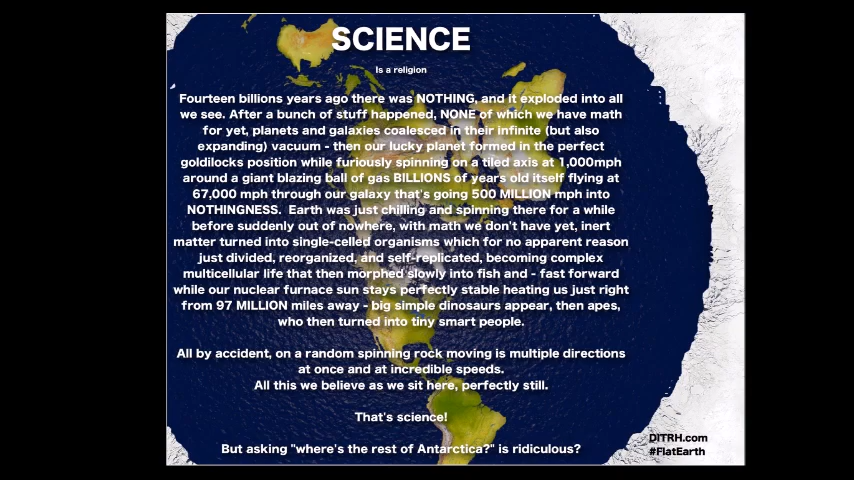 SCIENCE
Is a religion
Fourteen billions years ago there was NOTHING, and it exploded into all
we see. After a bunch of stuff happened, NONE of which we have math
for yet, planets and galaxies coalesced in their infinite (but also
expanding) vacuum - then our lucky planet formed in the perfect
goldilocks position while furiously spinning on a tiled axis at 1,000mph
around a giant blazing ball of gas BILLIONS of years old itself flying at
67,000 mph through our galaxy that's going 500 MILLION mph into
NOTHINGNESS. Earth was just chilling and spinning there for a while
before suddenly out of nowhere, with math we don't have yet, inert
matter turned into single-celled organisms which for no apparent reason
just divided, reorganized, and self-replicated, becoming complex
multicellular life that then morphed slowly into fish and - fast forward
while our nuclear furnace sun stays perfectly stable heating us just right
from 97 MILLION miles away - big simple dinosaurs appear, then apes,
who then turned into tiny smart people.
All by accident, on a random spinning rock moving is multiple directions
at once and at incredible speeds.
All this we believe as we sit here, perfectly still.
That's science!
But asking "where's the rest of Antarctica?" is ridiculous?
DITRH.com
#FlatEarth